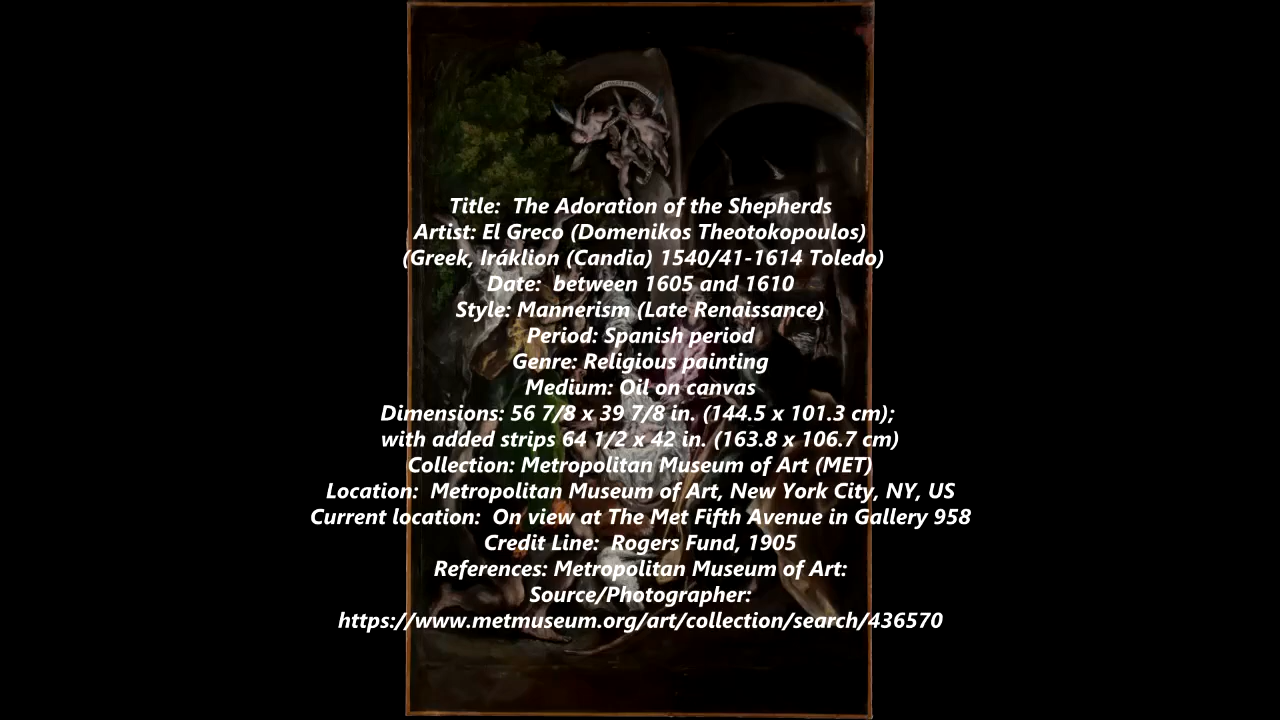 Title:  The Adoration of the Shepherds
Artist: El Greco (Domenikos Theotokopoulos)
(Greek, Iráklion (Candia) 1540/41-1614 Toledo)
Date:  between 1605 and 1610
Style: Mannerism (Late Renaissance)
Period: Spanish period
Genre: Religious painting
Medium: Oil on canvas
Dimensions: 56 7/8 x 39 7/8 in. (144.5 x 101.3 cm);
with added strips 64 1/2 x 42 in. (163.8 x 106.7 cm)
Collection: Metropolitan Museum of Art (MET)
Location:  Metropolitan Museum of Art, New York City, NY, US
Current location:  On view at The Met Fifth Avenue in Gallery 958
Credit Line:  Rogers Fund, 1905
References: Metropolitan Museum of Art:
Source/Photographer:
https://www.metmuseum.org/art/collection/search/436570